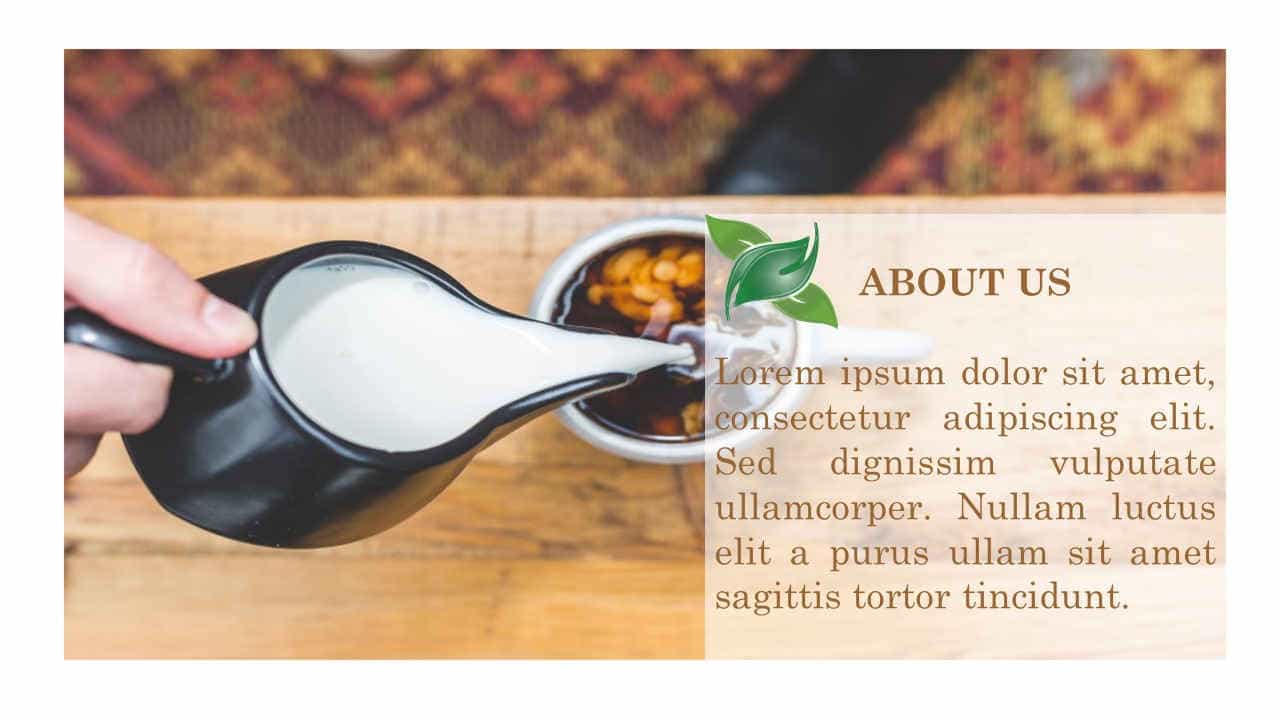 ABOUT US
Lorem ipsum dolor sit amet,
consectetur adipiscing elit.
Sed dignissim vulputate
ullamcorper. Nullam luctus
elit a purus ullam sit amet
sagittis tortor tincidunt.